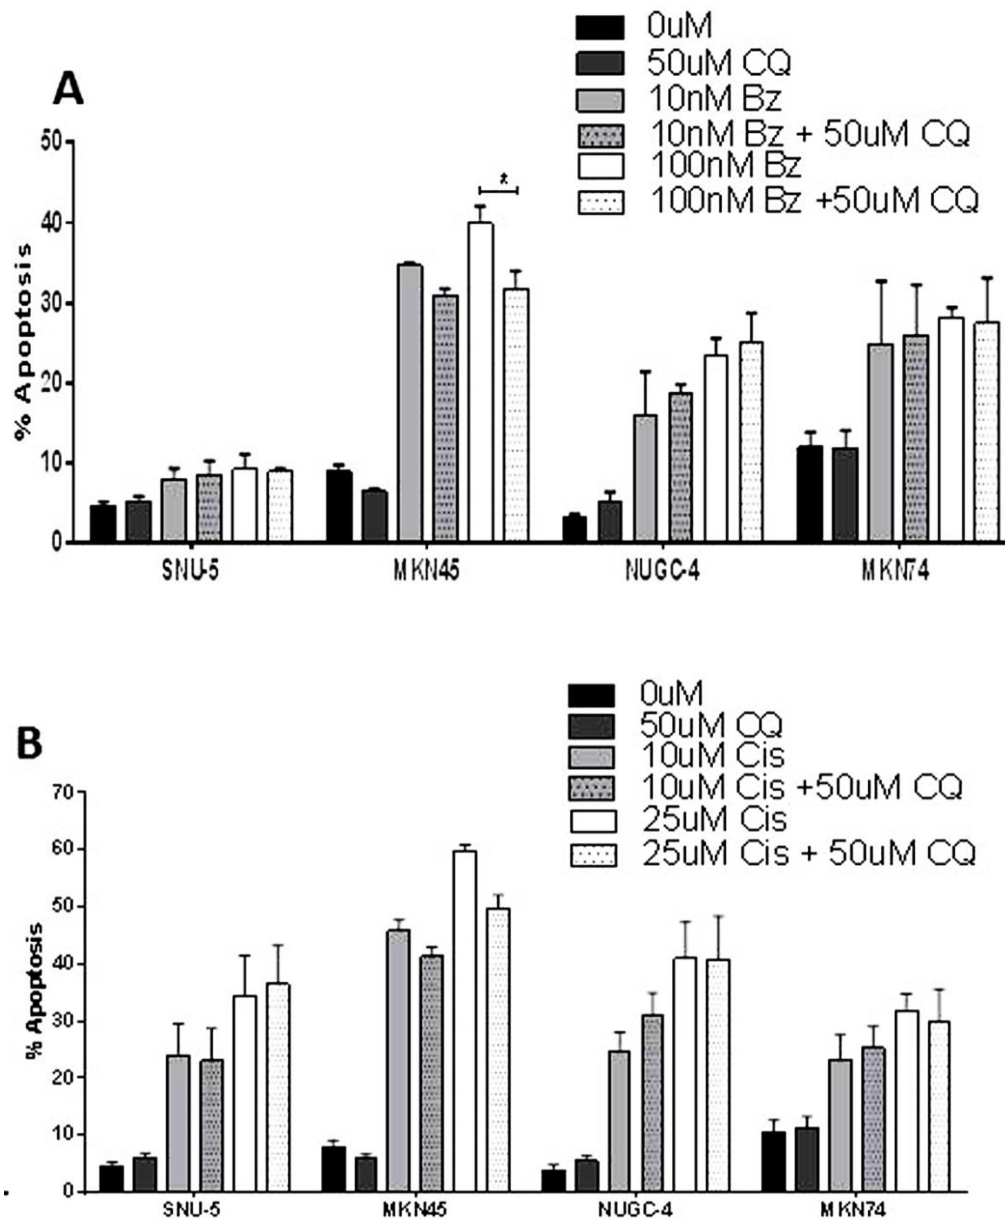 0uM
50uM CQ
10nM Bz
10nM Bz + 50uM CQ
100nM Bz
100nM Bz +50uM CQ
A
% Apoptosis
50
40
30
20
10
0
*
SNU-5 MKN45 NUGC-4 MKN74
0uM
50uM CQ
10uM Cis
10uM Cis +50uM CQ
25uM Cis
25uM Cis + 50uM CQ
B
% Apoptosis
70
60
50
40
30
20
10
0
SNU-5 MKN45 NUGC-4 MKN74